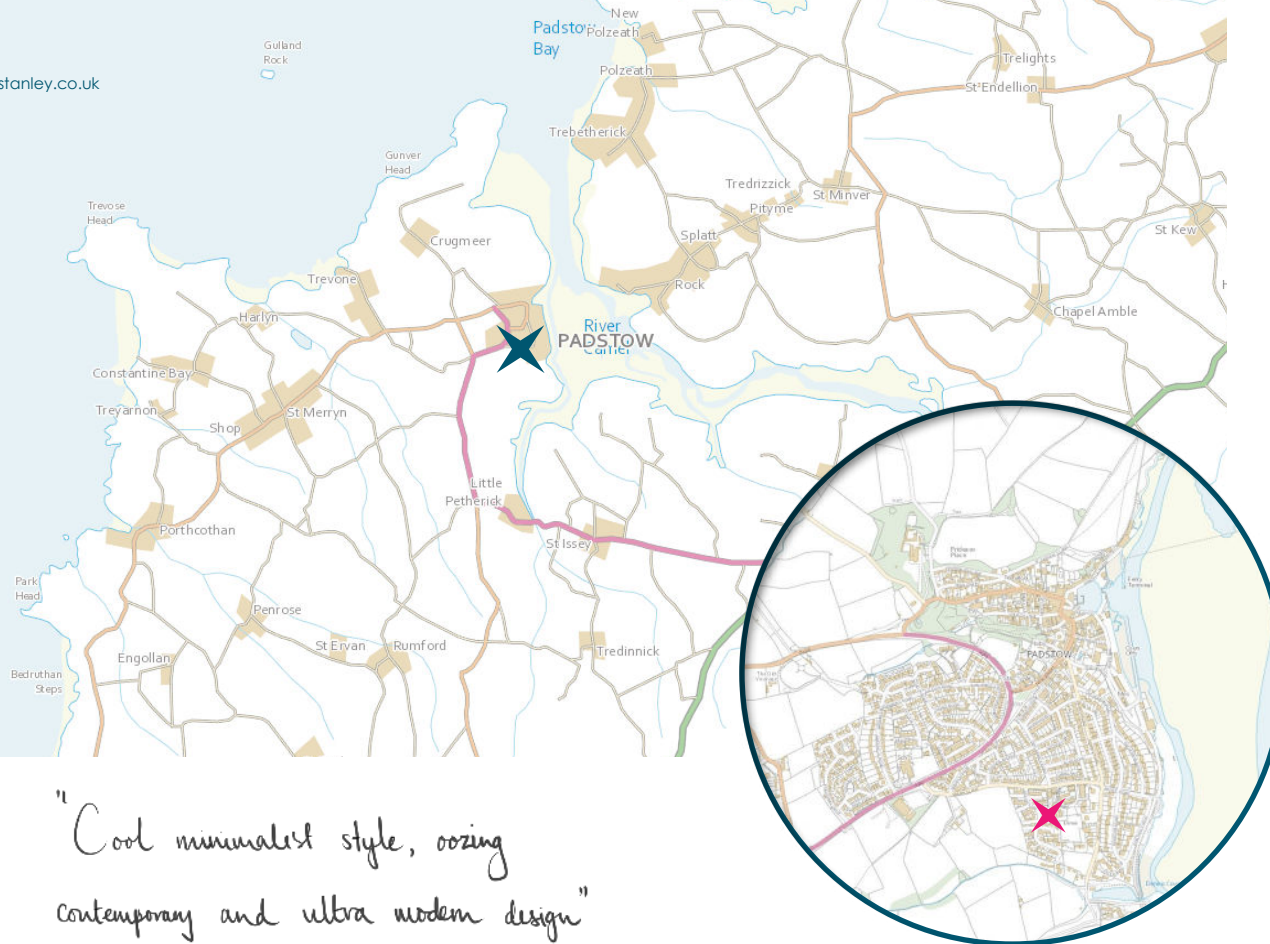 New
Polzeath
Padstow
Bay
Gulland
Rock
Polzeath
Trelights
stanley.co.uk
St Endellion
Trebetherick
Gunver
Head
Tredrizzick
St Minver
Trevose
Head
Pityme
Splatt
St Kew
Crugmeer
Trevone
Rock
Chapel Amble
Harlyn
River
Camel
PADSTOW
Constantine Bay
Treyarnon
St Merryn
Shop
Little
Petherick
Porthcothan
St Issey
Prideaux
Place
Park
Head
Penrose
St Ervan
Rumford
Tredinnick
Engollan
PADSTOW
Bedruthan
Steps
"Cool minimalist style, oozing
contemporary and ultra modern design"